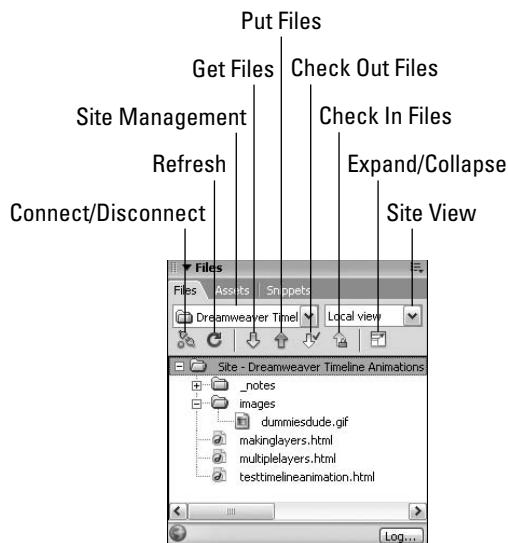 Put Files
Get Files Check Out Files
Site Management Check In Files
Refresh Expand/Collapse
Connect/Disconnect Site View
Files
Files Assets Snippets
Dreamweaver Timel Local view
Site - Dreamweaver Timeline Animations
_notes
images
dummiesdude.gif
makinglayers.html
multiplelayers.html
testtimelineanimation.html
Log...